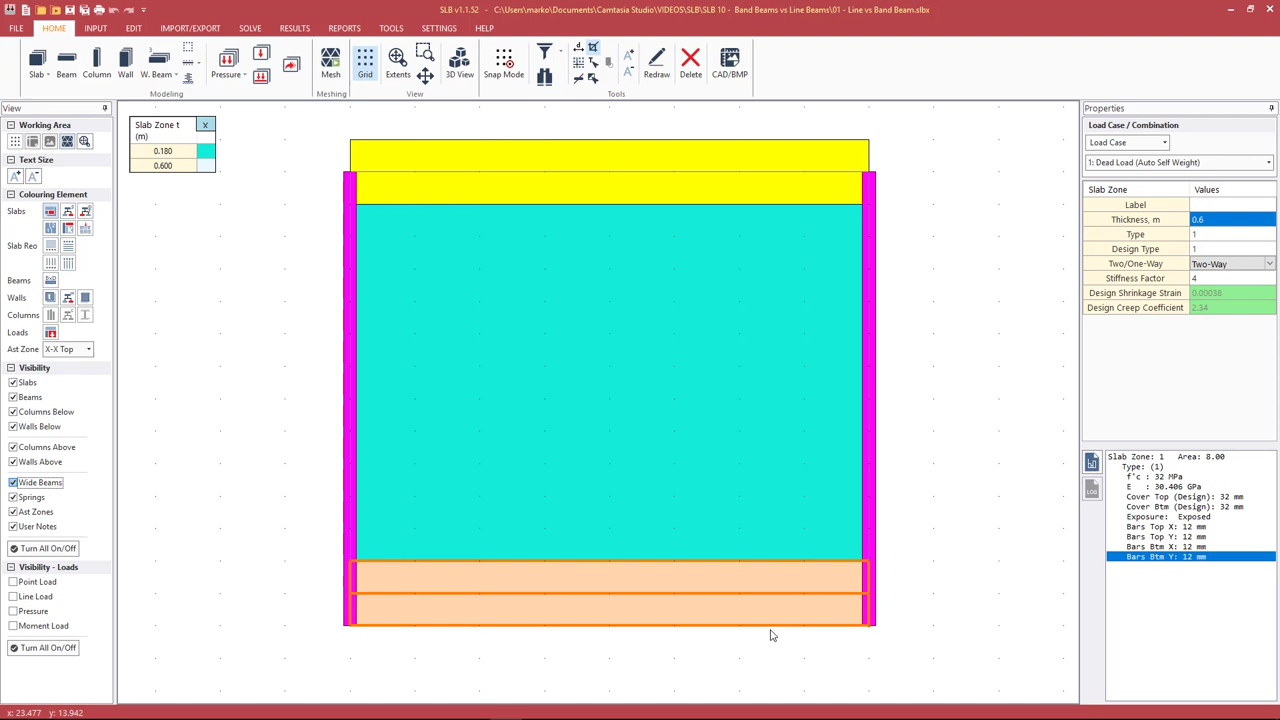 SLB v1.1.52 - C:\Users\marko\Documents\Camtasia Studio\VIDEOS\SLB\SLB 10 - Band Beams vs Line Beams\01 - Line vs Band Beam.slbx
FILE HOME INPUT EDIT IMPORT/EXPORT SOLVE RESULTS REPORTS TOOLS SETTINGS HELP
Slab Beam Column Wall W. Beam Pressure Mesh Grid Extents 3D View Snap Mode Redraw Delete CAD/BMP
Modeling Meshing View Tools
View
Working Area
Text Size
A+ A-
Colouring Element
Slabs
Slab Reo
Beams
Walls
Columns
Loads
Ast Zone X-X Top
Visibility
Slabs
Beams
Columns Below
Walls Below
Columns Above
Walls Above
Wide Beams
Springs
Ast Zones
User Notes
Turn All On/Off
Visibility - Loads
Point Load
Line Load
Pressure
Moment Load
Turn All On/Off
Slab Zone t x
(m)
0.180
0.600
Properties
Load Case / Combination
Load Case
1: Dead Load (Auto Self Weight)
Slab Zone Values
Label
Thickness, m 0.6
Type 1
Design Type 1
Two/One-Way Two-Way
Stiffness Factor 4
Design Shrinkage Strain 0.00038
Design Creep Coefficient 2.34
Slab Zone: 1 Area: 8.00
Type: (1)
f'c : 32 MPa
E : 30.406 GPa
Cover Top (Design): 32 mm
Cover Btm (Design): 32 mm
Exposure: Exposed
Bars Top X: 12 mm
Bars Top Y: 12 mm
Bars Btm X: 12 mm
Bars Btm Y: 12 mm
LOG
x: 23.477 y: 13.942